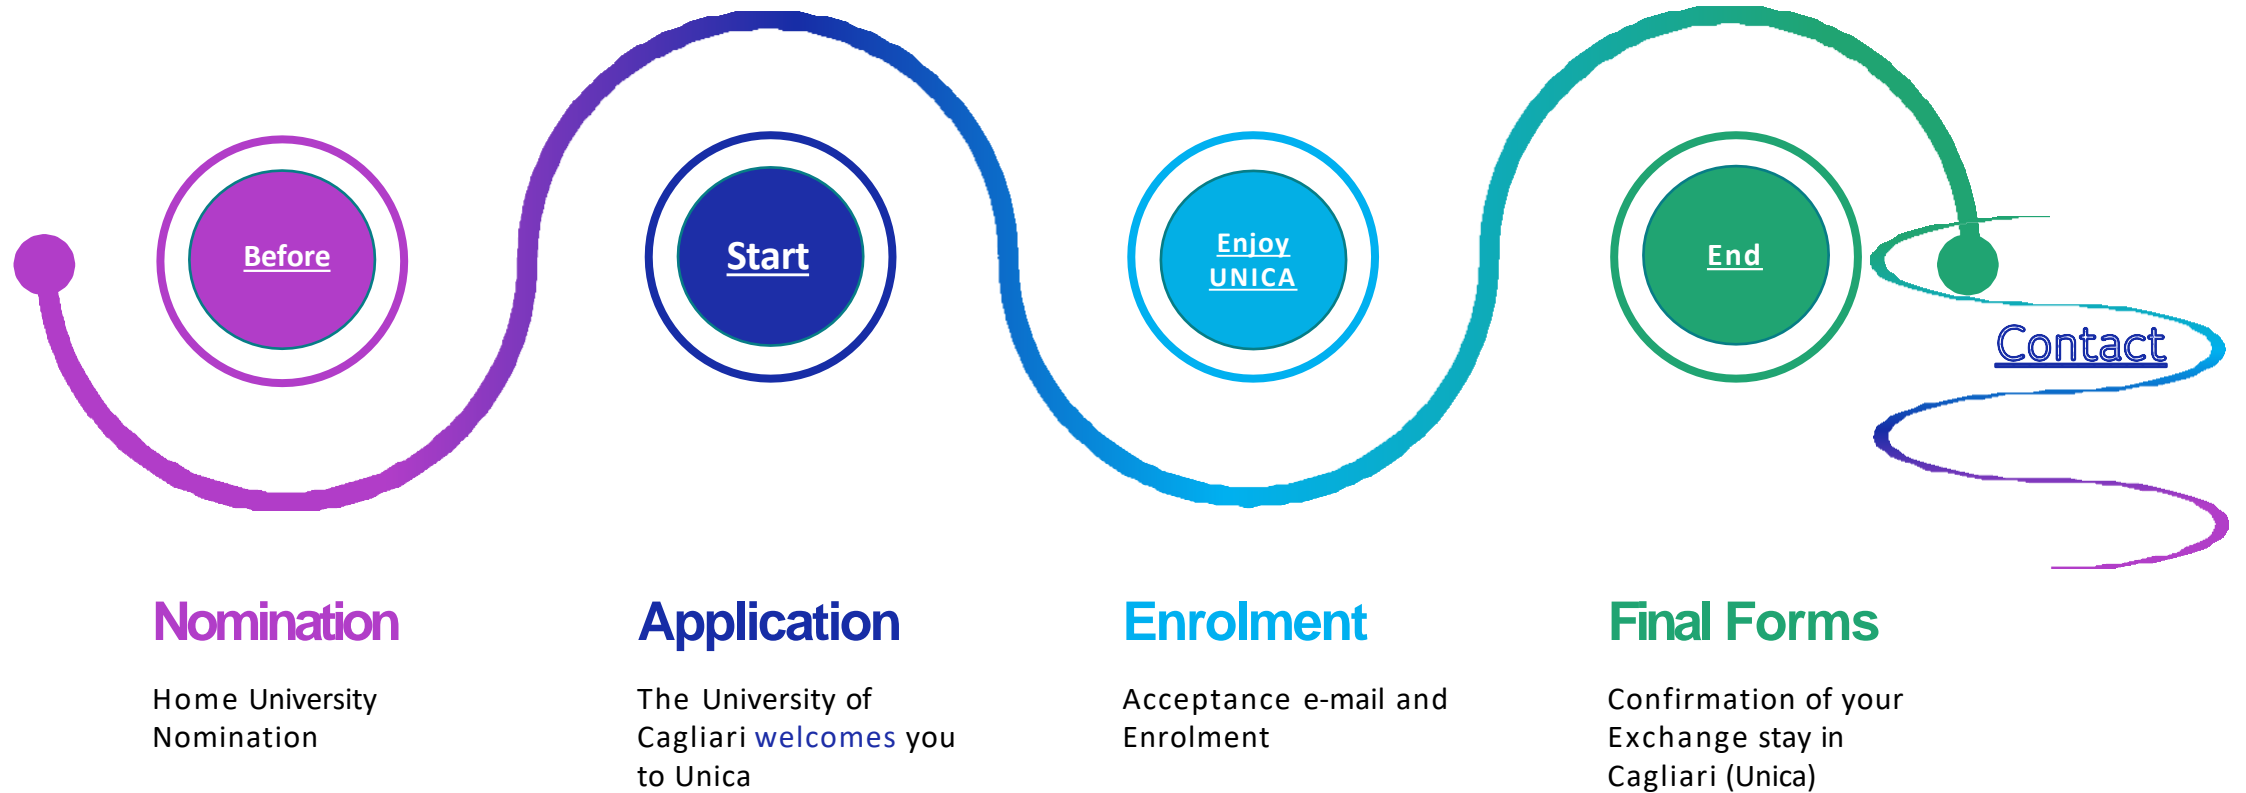 Before
Start
Enjoy
UNICA
End
Contact
Nomination
Home University
Nomination
Application
The University of
Cagliari welcomes you
to Unica
Enrolment
Acceptance e-mail and
Enrolment
Final Forms
Confirmation of your
Exchange stay in
Cagliari (Unica)